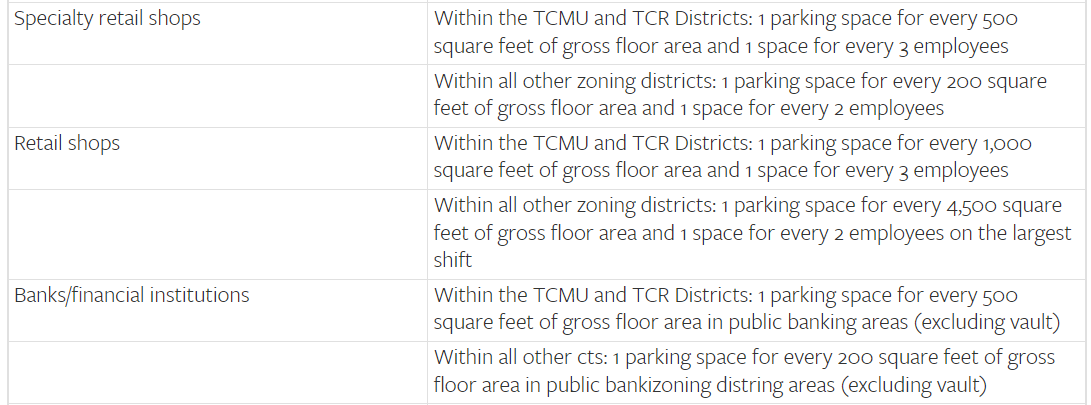 Specialty retail shops
Within the TCMU and TCR Districts: 1 parking space for every 500
square feet of gross floor area and 1 space for every 3 employees
Within all other zoning districts: 1 parking space for every 200 square
feet of gross floor area and 1 space for every 2 employees
Retail shops
Within the TCMU and TCR Districts: 1 parking space for every 1,000
square feet of gross floor area and 1 space for every 3 employees
Within all other zoning districts: 1 parking space for every 4,500 square
feet of gross floor area and 1 space for every 2 employees on the largest
shift
Banks/financial institutions
Within the TCMU and TCR Districts: 1 parking space for every 500
square feet of gross floor area in public banking areas (excluding vault)
Within all other cts: 1 parking space for every 200 square feet of gross
floor area in public bankizoning distring areas (excluding vault)